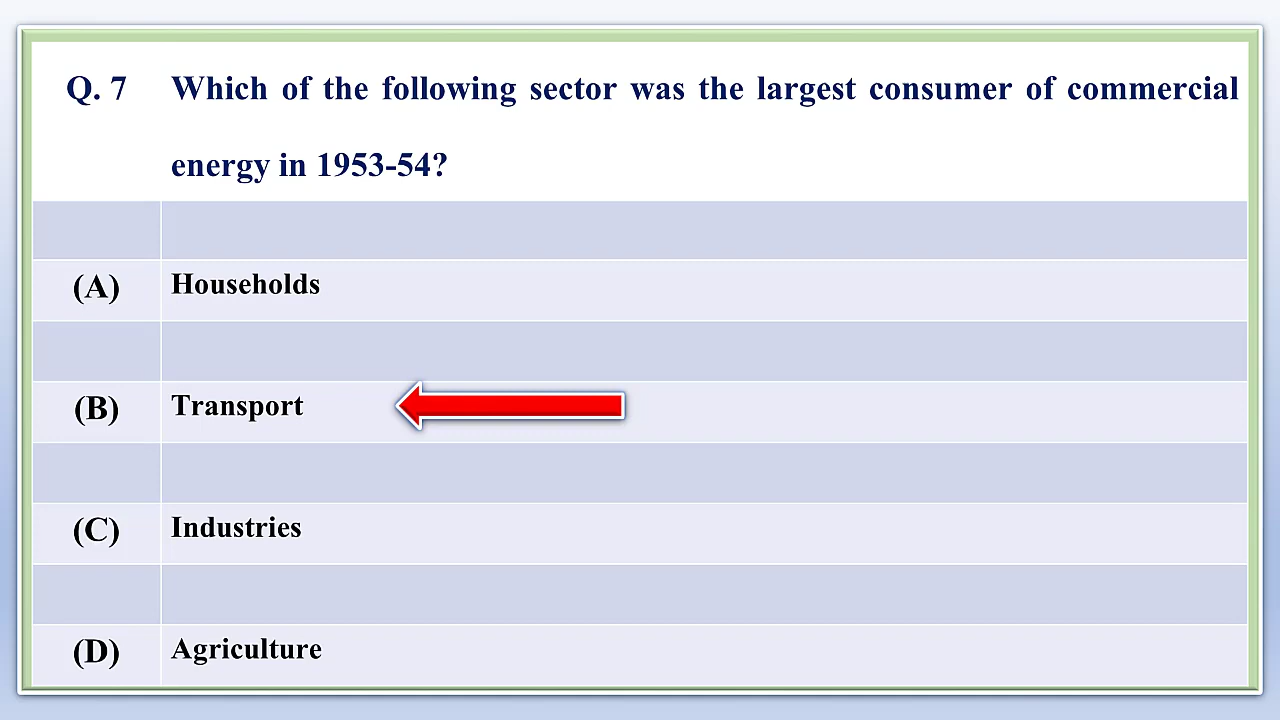 Q. 7 Which of the following sector was the largest consumer of commercial
energy in 1953-54?
(A) Households
(B) Transport
(C) Industries
(D) Agriculture